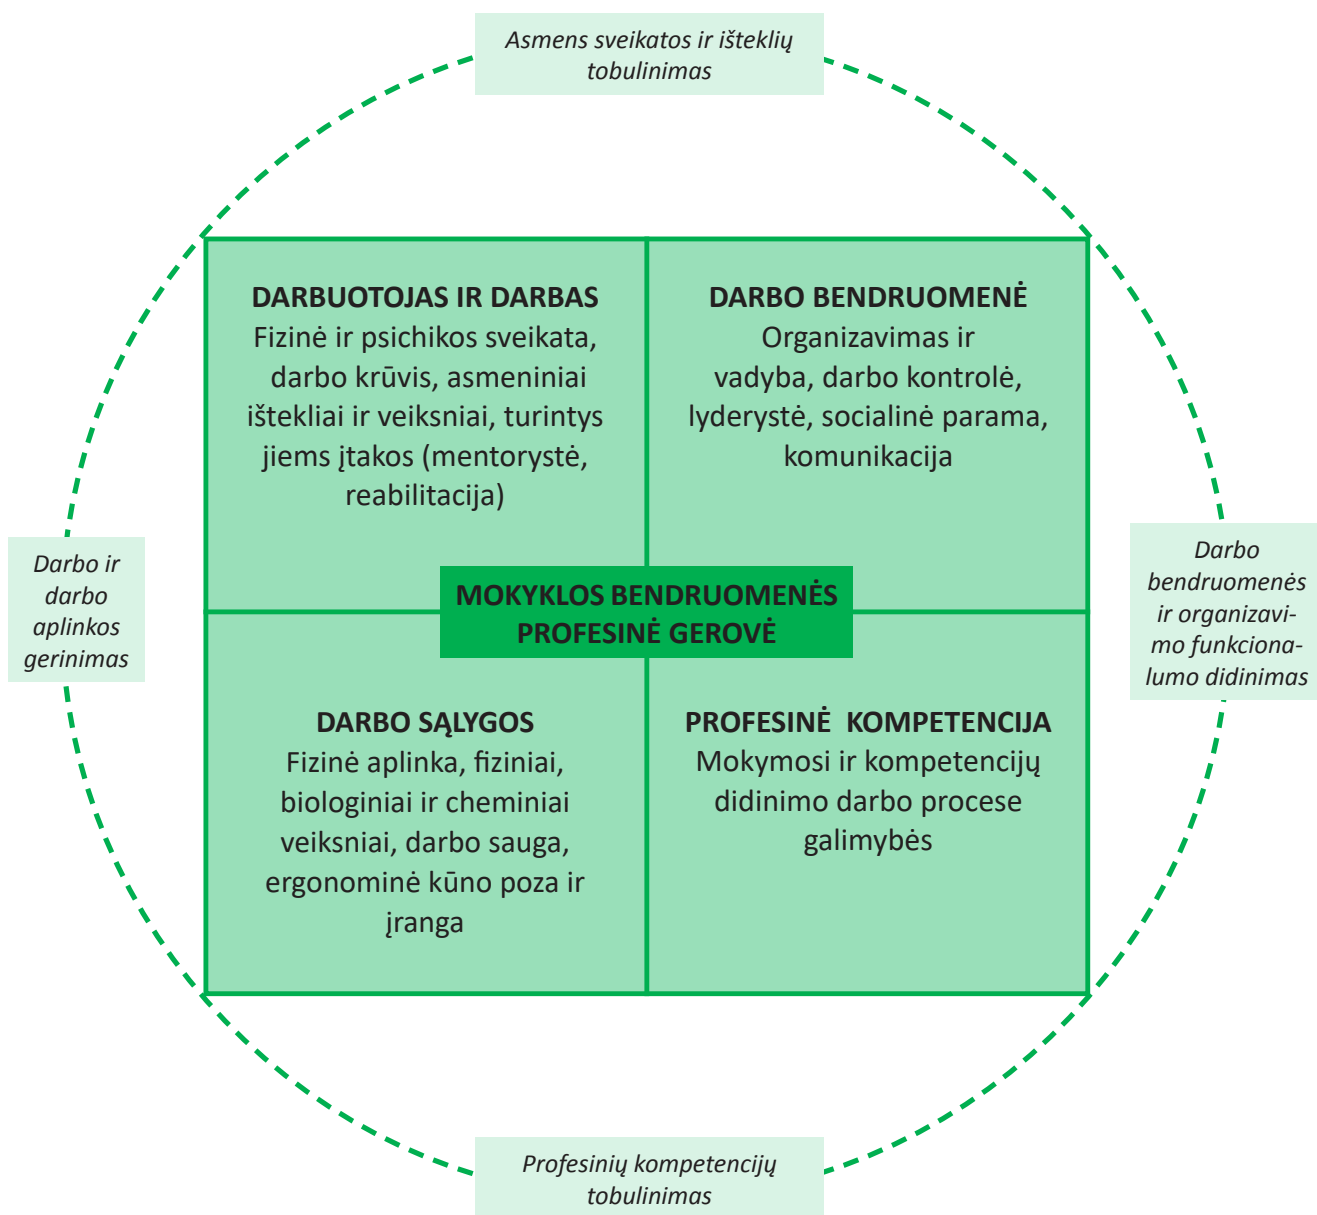 Asmens sveikatos ir išteklių
tobulinimas
DARBUOTOJAS IR DARBAS
Fizinė ir psichikos sveikata,
darbo krūvis, asmeniniai
ištekliai ir veiksniai, turintys
jiems įtakos (mentorystė,
reabilitacija)
DARBO BENDRUOMENĖ
Organizavimas ir
vadyba, darbo kontrolė,
lyderystė, socialinė parama,
komunikacija
Darbo ir
darbo
aplinkos
gerinimas
MOKYKLOS BENDRUOMENĖS
PROFESINĖ GEROVĖ
Darbo
bendruomenės
ir organizavi-
mo funkciona-
lumo didinimas
DARBO SĄLYGOS
Fizinė aplinka, fiziniai,
biologiniai ir cheminiai
veiksniai, darbo sauga,
ergonominė kūno poza ir
įranga
PROFESINĖ KOMPETENCIJA
Mokymosi ir kompetencijų
didinimo darbo procese
galimybės
Profesinių kompetencijų
tobulinimas